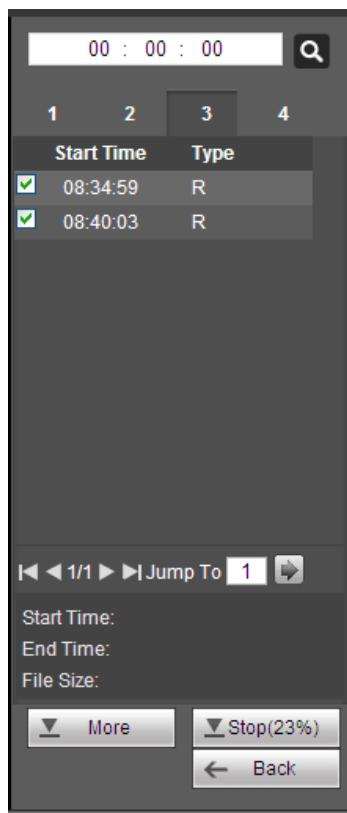 00 : 00 : 00
1 2 3 4
Start Time Type
08:34:59 R
08:40:03 R
1/1 Jump To 1
Start Time:
End Time:
File Size:
More Stop(23%)
Back